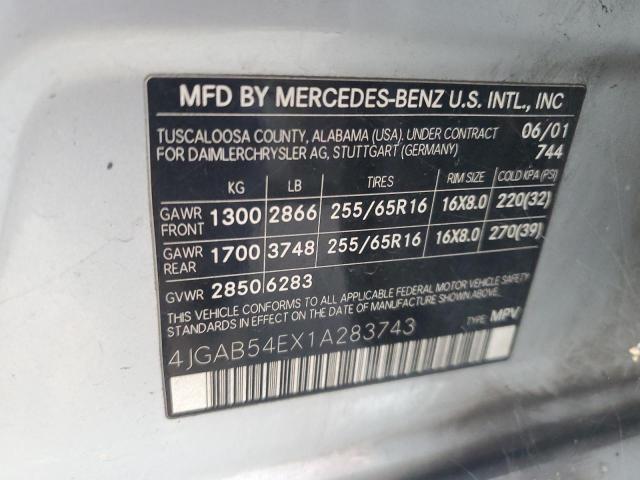 MFD BY MERCEDES-BENZ U.S. INTL., INC
TUSCALOOSA COUNTY, ALABAMA (USA). UNDER CONTRACT 06/01
FOR DAIMLERCHRYSLER AG, STUTTGART (GERMANY) 744
KG LB TIRES RIM SIZE COLD KPA (PSI)
GAWR FRONT 1300 2866 255/65R16 16X8.0 220(32)
GAWR REAR 1700 3748 255/65R16 16X8.0 270(39)
GVWR 2850 6283
THIS VEHICLE CONFORMS TO ALL APPLICABLE FEDERAL MOTOR VEHICLE SAFETY
STANDARDS IN EFFECT ON THE DATE OF MANUFACTURE SHOWN ABOVE.
4JGAB54EX1A283743 TYPE: MPV